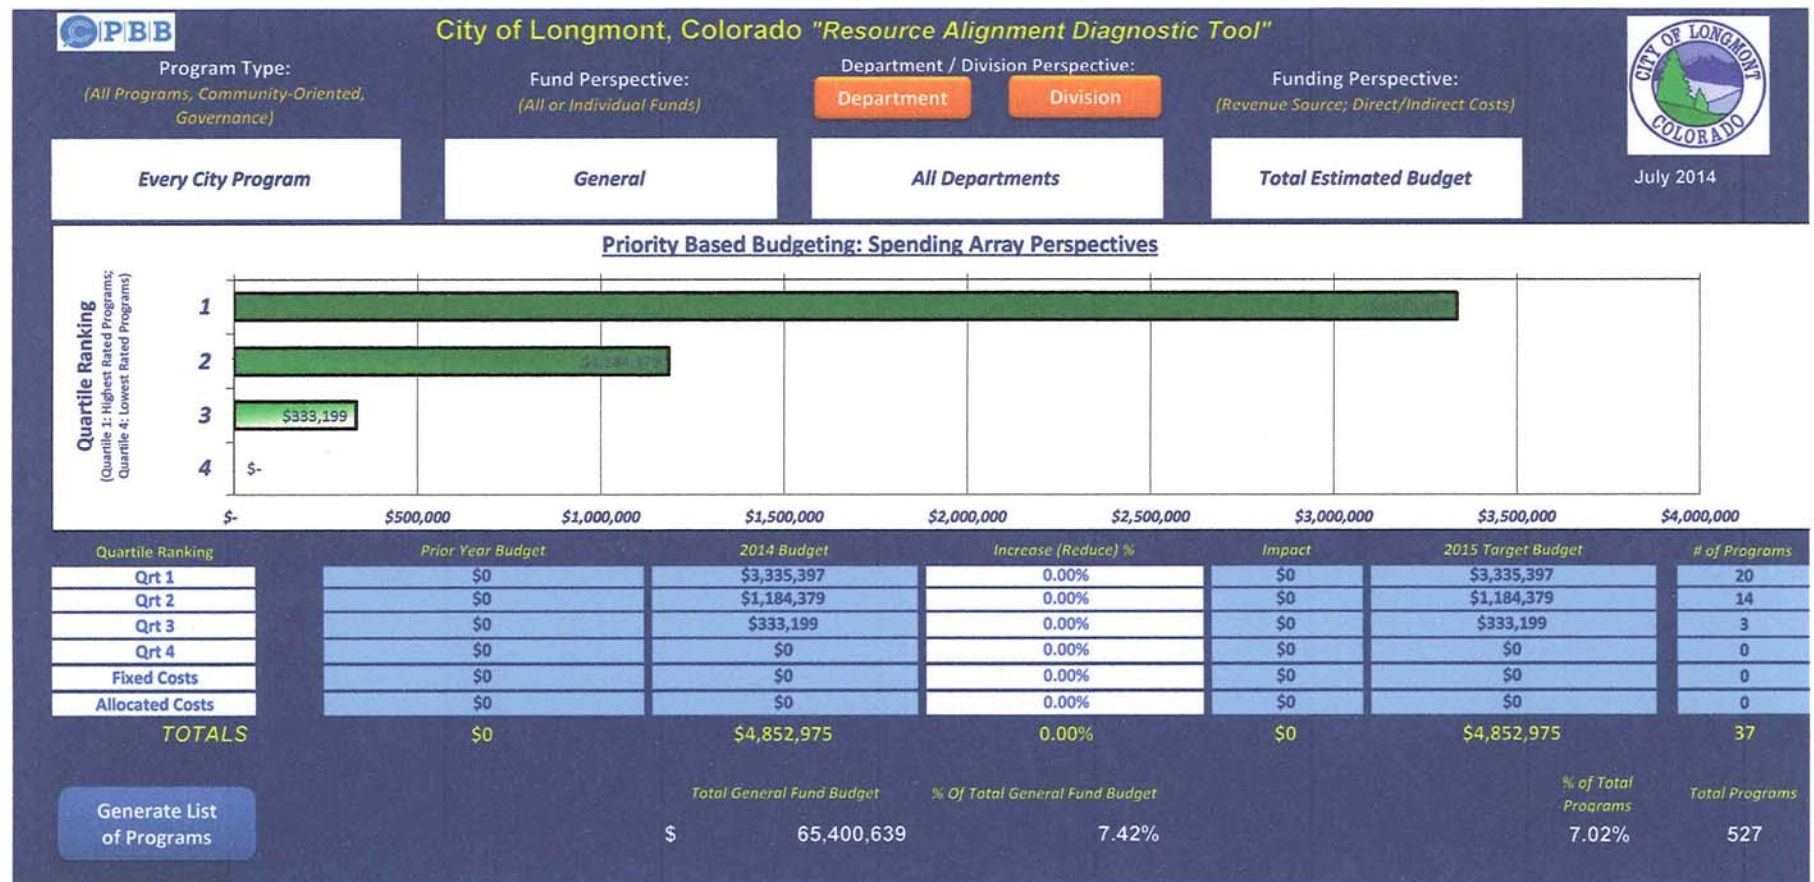 PBB
City of Longmont, Colorado "Resource Alignment Diagnostic Tool"
Program Type:
(All Programs, Community-Oriented,
Governance)
Fund Perspective:
(All or Individual Funds)
Department / Division Perspective:
Department Division
Funding Perspective:
(Revenue Source; Direct/Indirect Costs)
CITY OF LONGMONT
COLORADO
Every City Program General All Departments Total Estimated Budget July 2014
Priority Based Budgeting: Spending Array Perspectives
Quartile Ranking
(Quartile 1: Highest Rated Programs;
Quartile 4: Lowest Rated Programs)
1
2 $1,184,379
3 $333,199
4 $-
$- $500,000 $1,000,000 $1,500,000 $2,000,000 $2,500,000 $3,000,000 $3,500,000 $4,000,000
Quartile Ranking Prior Year Budget 2014 Budget Increase (Reduce) % Impact 2015 Target Budget # of Programs
Qrt 1 $0 $3,335,397 0.00% $0 $3,335,397 20
Qrt 2 $0 $1,184,379 0.00% $0 $1,184,379 14
Qrt 3 $0 $333,199 0.00% $0 $333,199 3
Qrt 4 $0 $0 0.00% $0 $0 0
Fixed Costs $0 $0 0.00% $0 $0 0
Allocated Costs $0 $0 0.00% $0 $0 0
TOTALS $0 $4,852,975 0.00% $0 $4,852,975 37
Generate List
of Programs
Total General Fund Budget % Of Total General Fund Budget
$ 65,400,639 7.42%
% of Total
Programs
Total Programs
7.02% 527